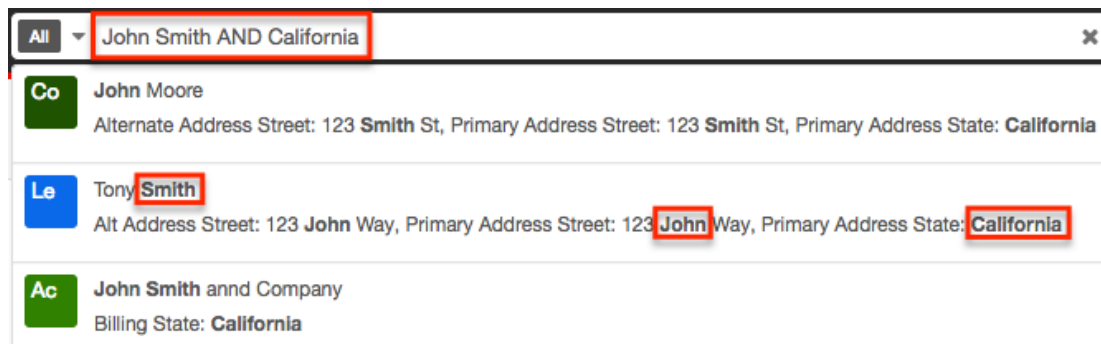 All John Smith AND California
Co John Moore
Alternate Address Street: 123 Smith St, Primary Address Street: 123 Smith St, Primary Address State: California
Le Tony Smith
Alt Address Street: 123 John Way, Primary Address Street: 123 John Way, Primary Address State: California
Ac John Smith annd Company
Billing State: California